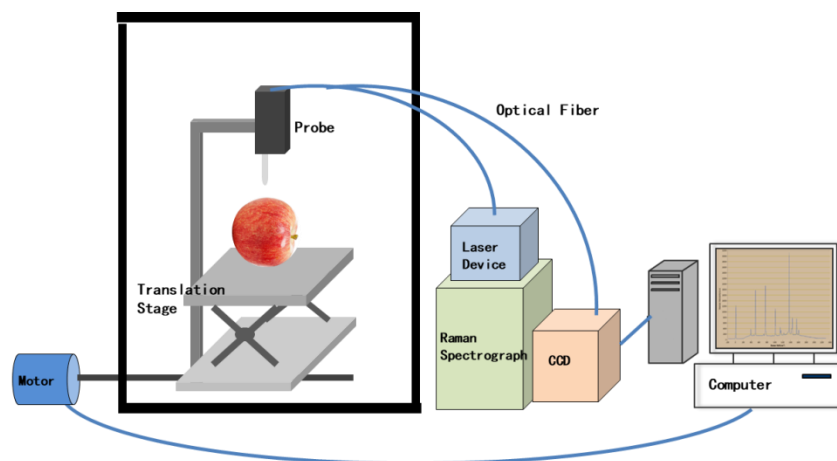 Probe
Optical Fiber
Laser
Device
Translation
Stage
Raman
Spectrograph
CCD
Motor
Computer